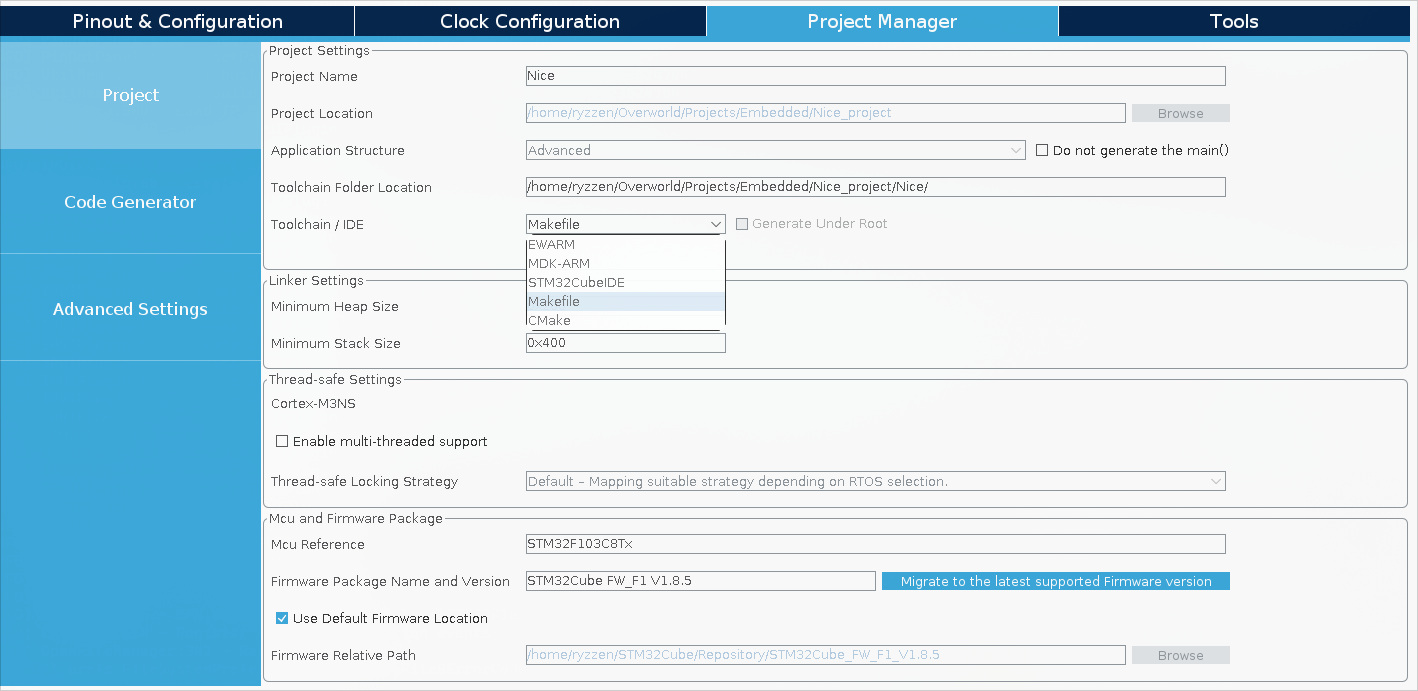 Pinout & Configuration Clock Configuration Project Manager Tools
Project
Code Generator
Advanced Settings
Project Settings
Project Name Nice
Project Location /home/ryzzen/Overworld/Projects/Embedded/Nice_project Browse
Application Structure Advanced Do not generate the main()
Toolchain Folder Location /home/ryzzen/Overworld/Projects/Embedded/Nice_project/Nice/
Toolchain / IDE Makefile Generate Under Root
EWARM
MDK-ARM
STM32CubeIDE
Makefile
CMake
Linker Settings
Minimum Heap Size
Minimum Stack Size 0x400
Thread-safe Settings
Cortex-M3NS
Enable multi-threaded support
Thread-safe Locking Strategy Default – Mapping suitable strategy depending on RTOS selection.
Mcu and Firmware Package
Mcu Reference STM32F103C8Tx
Firmware Package Name and Version STM32Cube FW_F1 V1.8.5 Migrate to the latest supported Firmware version
Use Default Firmware Location
Firmware Relative Path /home/ryzzen/STM32Cube/Repository/STM32Cube_FW_F1_V1.8.5 Browse